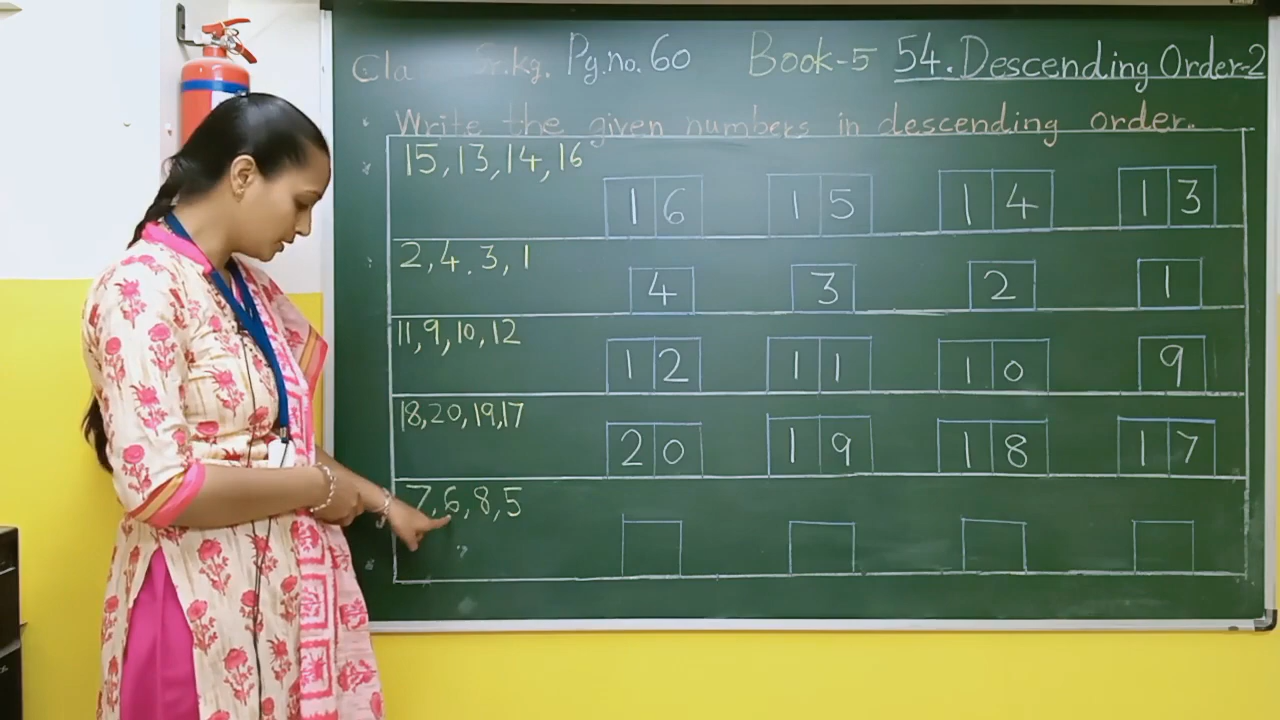 Cla Sr.kg. Pg.no.60 Book-5 54. Descending Order-2
Write the given numbers in descending order.
15, 13, 14, 16
16 15 14 13
2, 4, 3, 1
4 3 2 1
11, 9, 10, 12
12 11 10 9
18, 20, 19, 17
20 19 18 17
7, 6, 8, 5